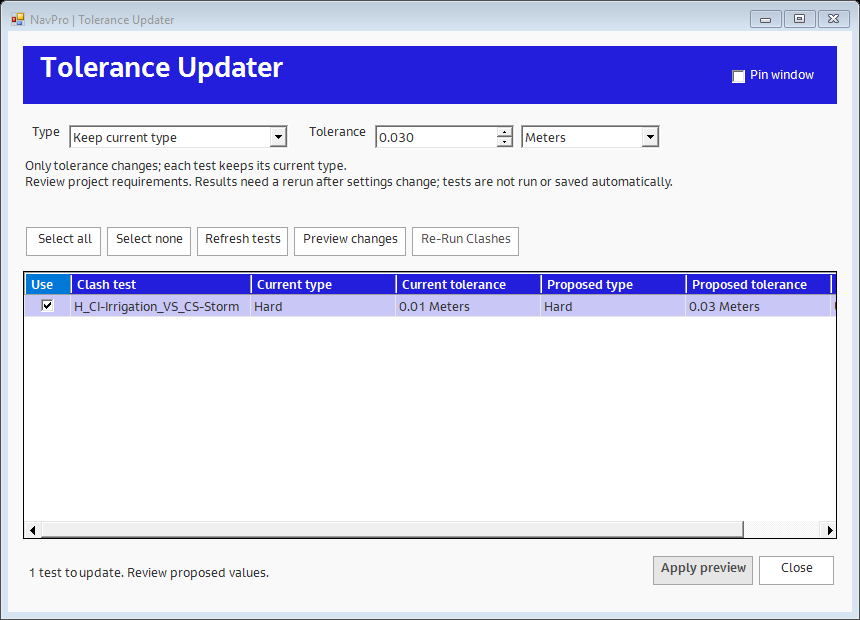 NavPro | Tolerance Updater
Tolerance Updater
Pin window
Type Keep current type Tolerance 0.030 Meters
Only tolerance changes; each test keeps its current type.
Review project requirements. Results need a rerun after settings change; tests are not run or saved automatically.
Select all Select none Refresh tests Preview changes Re-Run Clashes
Use Clash test Current type Current tolerance Proposed type Proposed tolerance
H_CI-Irrigation_VS_CS-Storm Hard 0.01 Meters Hard 0.03 Meters
1 test to update. Review proposed values.
Apply preview Close